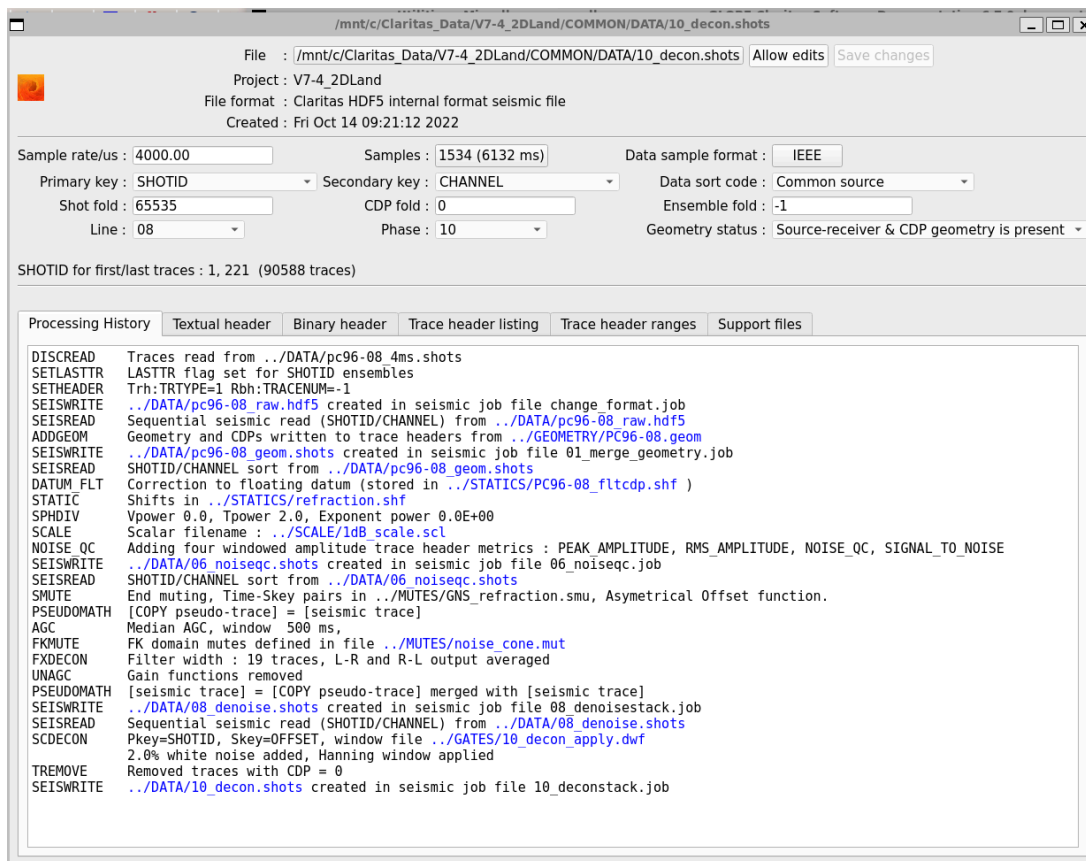 /mnt/c/Claritas_Data/V7-4_2DLand/COMMON/DATA/10_decon.shots
File : /mnt/c/Claritas_Data/V7-4_2DLand/COMMON/DATA/10_decon.shots Allow edits Save changes
Project : V7-4_2DLand
File format : Claritas HDF5 internal format seismic file
Created : Fri Oct 14 09:21:12 2022
Sample rate/us : 4000.00 Samples : 1534 (6132 ms) Data sample format : IEEE
Primary key : SHOTID Secondary key : CHANNEL Data sort code : Common source
Shot fold : 65535 CDP fold : 0 Ensemble fold : -1
Line : 08 Phase : 10 Geometry status : Source-receiver & CDP geometry is present
SHOTID for first/last traces : 1, 221 (90588 traces)
Processing History Textual header Binary header Trace header listing Trace header ranges Support files
DISCREAD Traces read from ../DATA/pc96-08_4ms.shots
SETLASTTR LASTTR flag set for SHOTID ensembles
SETHEADER Trh:TRTYPE=1 Rbh:TRACENUM=-1
SEISWRITE ../DATA/pc96-08_raw.hdf5 created in seismic job file change_format.job
SEISREAD Sequential seismic read (SHOTID/CHANNEL) from ../DATA/pc96-08_raw.hdf5
ADDGEOM Geometry and CDPs written to trace headers from ../GEOMETRY/PC96-08.geom
SEISWRITE ../DATA/pc96-08_geom.shots created in seismic job file 01_merge_geometry.job
SEISREAD SHOTID/CHANNEL sort from ../DATA/pc96-08_geom.shots
DATUM_FLT Correction to floating datum (stored in ../STATICS/PC96-08_fltcdp.shf )
STATIC Shifts in ../STATICS/refraction.shf
SPHDIV Vpower 0.0, Tpower 2.0, Exponent power 0.0E+00
SCALE Scalar filename : ../SCALE/1dB_scale.scl
NOISE_QC Adding four windowed amplitude trace header metrics : PEAK_AMPLITUDE, RMS_AMPLITUDE, NOISE_QC, SIGNAL_TO_NOISE
SEISWRITE ../DATA/06_noiseqc.shots created in seismic job file 06_noiseqc.job
SEISREAD SHOTID/CHANNEL sort from ../DATA/06_noiseqc.shots
SMUTE End muting, Time-Skey pairs in ../MUTES/GNS_refraction.smu, Asymetrical Offset function.
PSEUDOMATH [COPY pseudo-trace] = [seismic trace]
AGC Median AGC, window 500 ms,
FKMUTE FK domain mutes defined in file ../MUTES/noise_cone.mut
FXDECON Filter width : 19 traces, L-R and R-L output averaged
UNAGC Gain functions removed
PSEUDOMATH [seismic trace] = [COPY pseudo-trace] merged with [seismic trace]
SEISWRITE ../DATA/08_denoise.shots created in seismic job file 08_denoisestack.job
SEISREAD Sequential seismic read (SHOTID/CHANNEL) from ../DATA/08_denoise.shots
SCDECON Pkey=SHOTID, Skey=OFFSET, window file ../GATES/10_decon_apply.dwf
2.0% white noise added, Hanning window applied
TREMOVE Removed traces with CDP = 0
SEISWRITE ../DATA/10_decon.shots created in seismic job file 10_deconstack.job